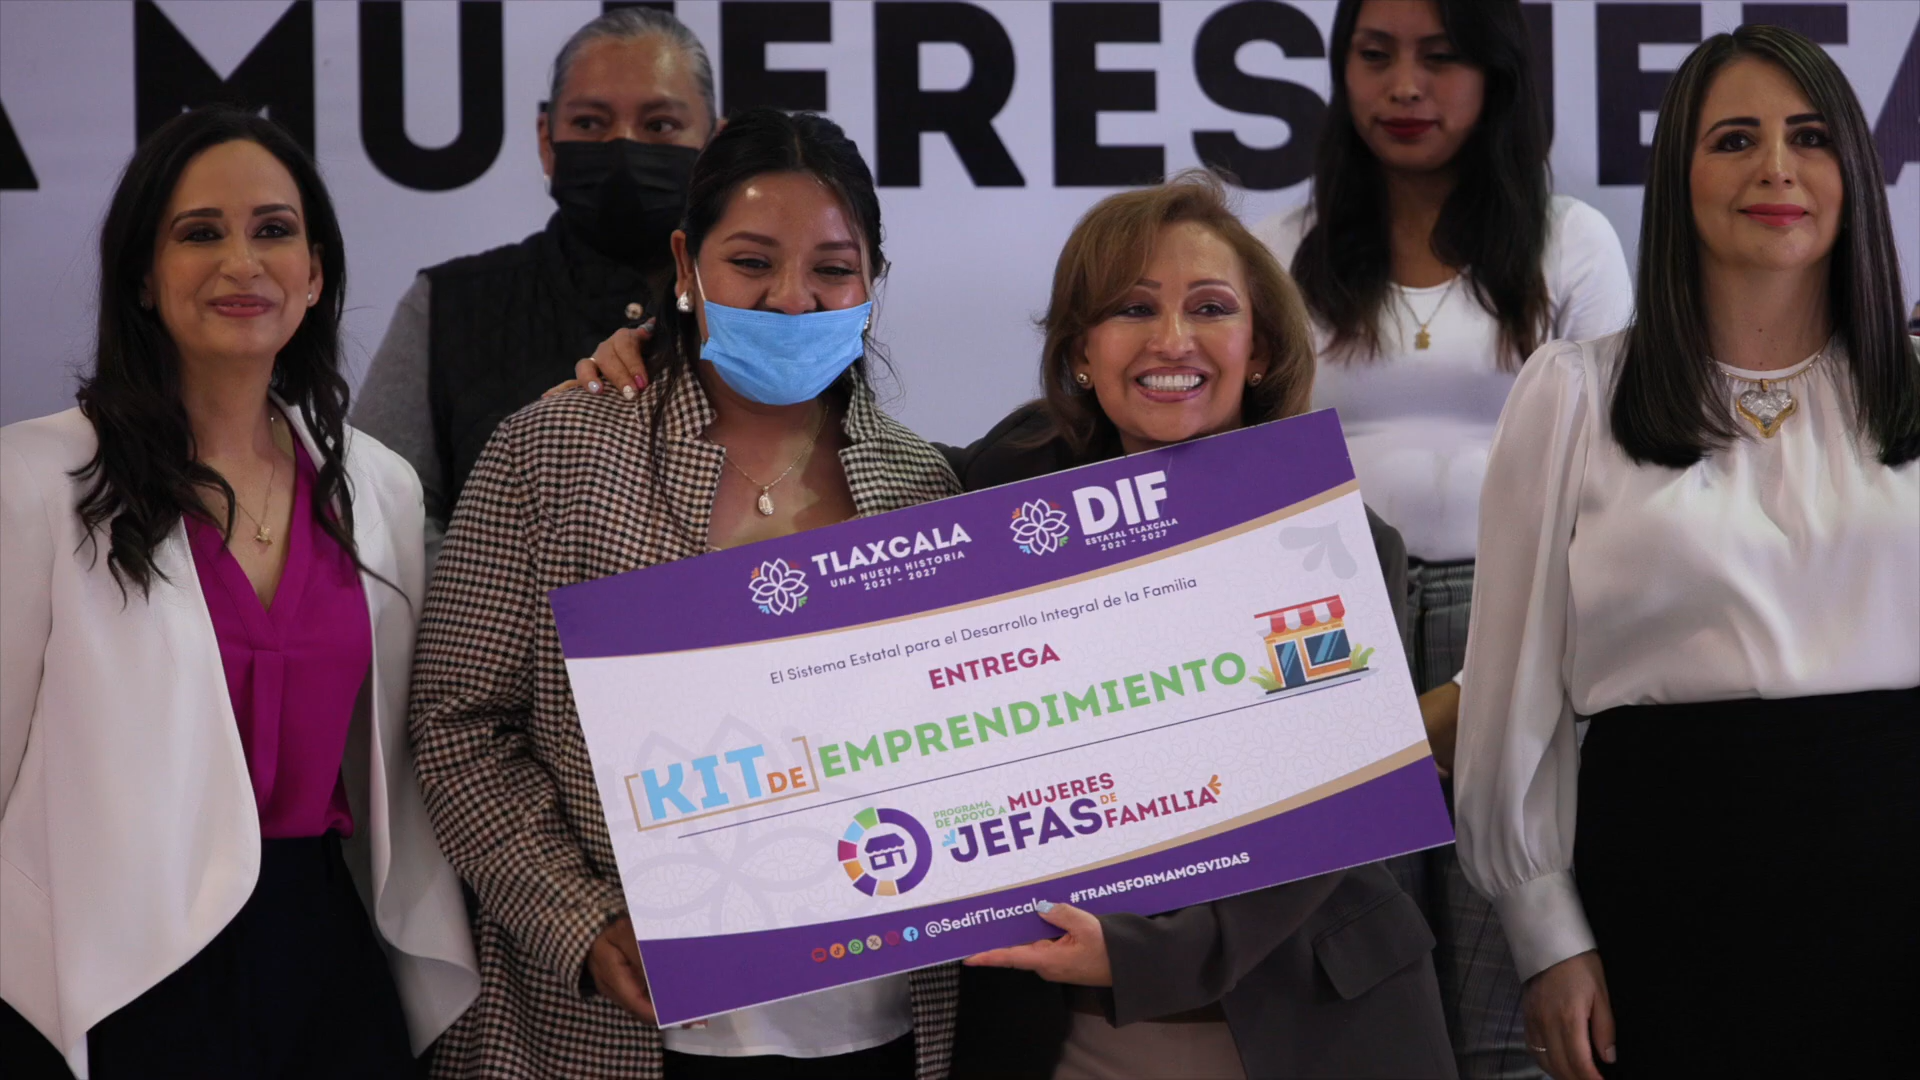 A MUJERES JEFA
TLAXCALA
UNA NUEVA HISTORIA
2021 - 2027
DIF
ESTATAL TLAXCALA
2021 - 2027
El Sistema Estatal para el Desarrollo Integral de la Familia
ENTREGA
[KIT DE] EMPRENDIMIENTO
PROGRAMA
DE APOYO A MUJERES
JEFAS DE FAMILIA
@SedifTlaxcala #TRANSFORMAMOSVIDAS